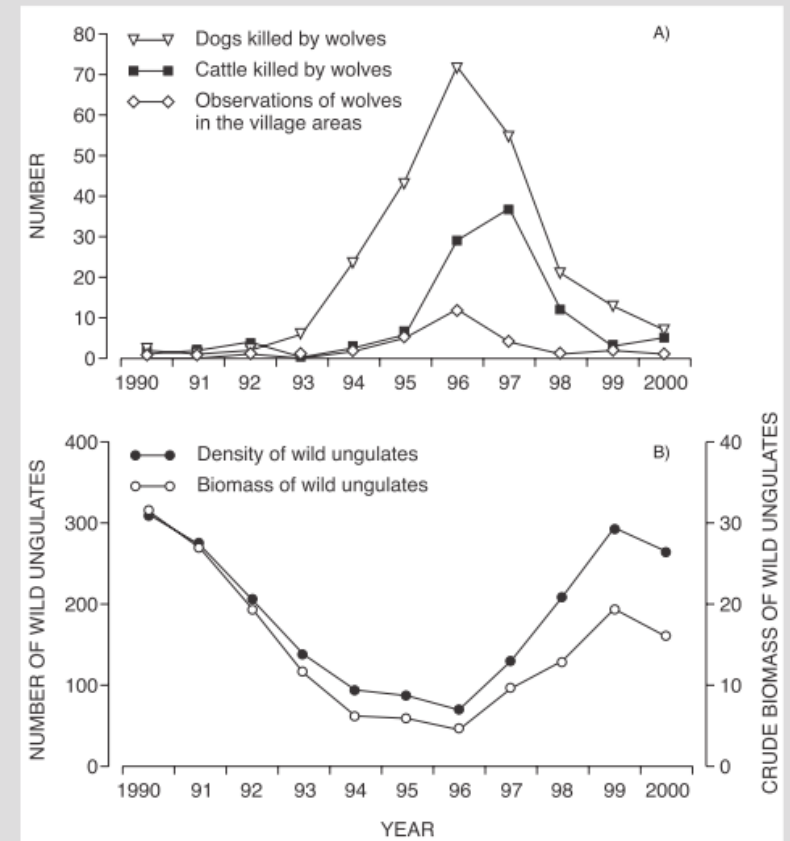 A)
Dogs killed by wolves
Cattle killed by wolves
Observations of wolves
in the village areas
NUMBER
80
70
60
50
40
30
20
10
0
1990 91 92 93 94 95 96 97 98 99 2000
B)
Density of wild ungulates
Biomass of wild ungulates
NUMBER OF WILD UNGULATES
400
300
200
100
0
CRUDE BIOMASS OF WILD UNGULATES
40
30
20
10
0
1990 91 92 93 94 95 96 97 98 99 2000
YEAR